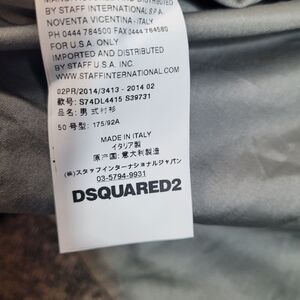 BY STAFF INTERNATIONAL S.P.A.
NOVENTA VICENTINA - ITALY
PH 0444 784500 FAX 0444 784580
FOR U.S.A. ONLY
IMPORTED AND DISTRIBUTED
BY STAFF U.S.A. INC
WWW.STAFFINTERNATIONAL.COM
02PR/2014/3413 - 2014 02
款号: S74DL4415 S39731
品名: 男 式 衬衫
50 号型: 175/92A
MADE IN ITALY
イタリア製
原产国: 意大利製造
(株)スタッフインターナショナルジャパン
03-5794-9931
DSQUARED2